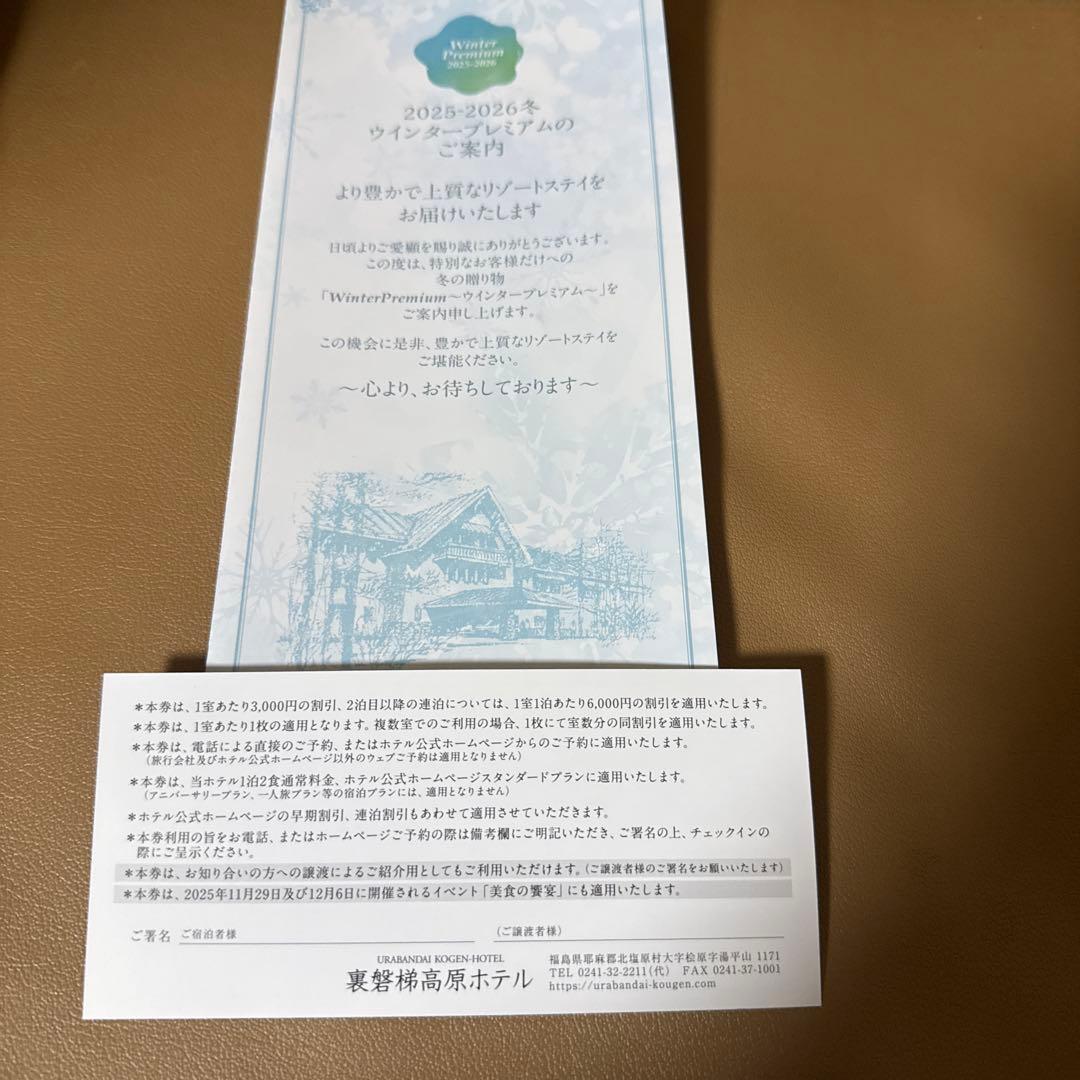 Winter
Premium
2025-2026
2025-2026冬
ウインタープレミアムの
ご案内
より豊かで上質なリゾートステイを
お届けいたします
日頃よりご愛顧を賜り誠にありがとうございます。
この度は、特別なお客様だけへの
冬の贈り物
「WinterPremium～ウインタープレミアム～」を
ご案内申し上げます。
この機会に是非、豊かで上質なリゾートステイを
ご堪能ください。
～心より、お待ちしております～
＊本券は、1室あたり3,000円の割引、2泊目以降の連泊については、1室1泊あたり6,000円の割引を適用いたします。
＊本券は、1室あたり1枚の適用となります。複数室でのご利用の場合、1枚にて室数分の同割引を適用いたします。
＊本券は、電話による直接のご予約、またはホテル公式ホームページからのご予約に適用いたします。
（旅行会社及びホテル公式ホームページ以外のウェブご予約は適用となりません）
＊本券は、当ホテル1泊2食通常料金、ホテル公式ホームページスタンダードプランに適用いたします。
（アニバーサリープラン、一人旅プラン等の宿泊プランには、適用となりません）
＊ホテル公式ホームページの早期割引、連泊割引もあわせて適用させていただきます。
＊本券利用の旨をお電話、またはホームページご予約の際は備考欄にご明記いただき、ご署名の上、チェックインの
際にご呈示ください。
＊本券は、お知り合いの方への譲渡によるご紹介用としてもご利用いただけます。（ご譲渡者様のご署名をお願いいたします）
＊本券は、2025年11月29日及び12月6日に開催されるイベント「美食の饗宴」にも適用いたします。
ご署名 ご宿泊者様 （ご譲渡者様）
URABANDAI KOGEN-HOTEL
裏磐梯高原ホテル
福島県耶麻郡北塩原村大字桧原字湯平山 1171
TEL 0241-32-2211（代） FAX 0241-37-1001
https://urabandai-kougen.com